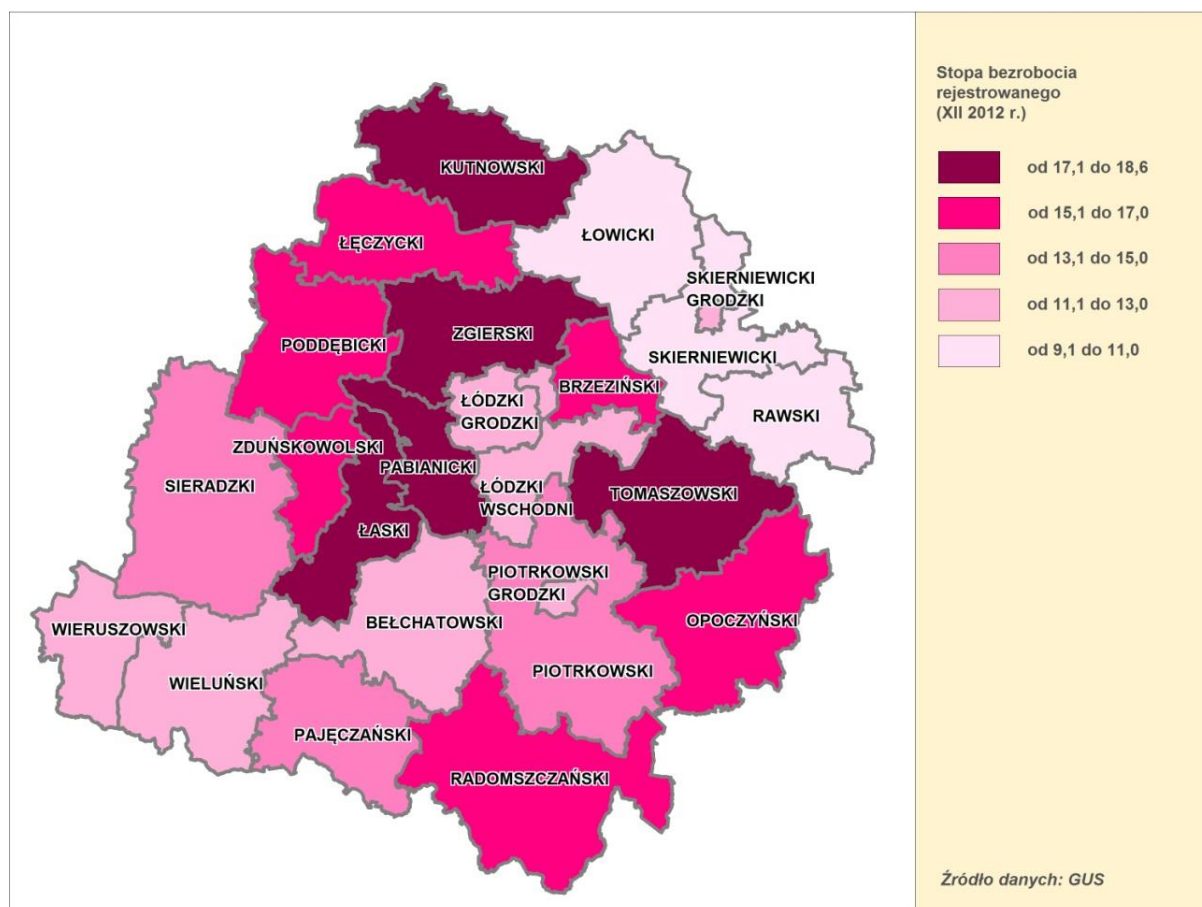 KUTNOWSKI
ŁĘCZYCKI
ŁOWICKI
SKIERNIEWICKI
GRODZKI
ZGIERSKI
PODDĘBICKI
SKIERNIEWICKI
BRZEZIŃSKI
ŁÓDZKI
GRODZKI
RAWSKI
ZDUŃSKOWOLSKI
PABIANICKI
SIERADZKI
ŁÓDZKI
WSCHODNI
TOMASZOWSKI
ŁASKI
PIOTRKOWSKI
GRODZKI
BEŁCHATOWSKI
OPOCZYŃSKI
WIERUSZOWSKI
WIELUŃSKI
PIOTRKOWSKI
PAJĘCZAŃSKI
RADOMSZCZAŃSKI
Stopa bezrobocia
rejestrowanego
(XII 2012 r.)
od 17,1 do 18,6
od 15,1 do 17,0
od 13,1 do 15,0
od 11,1 do 13,0
od 9,1 do 11,0
Źródło danych: GUS